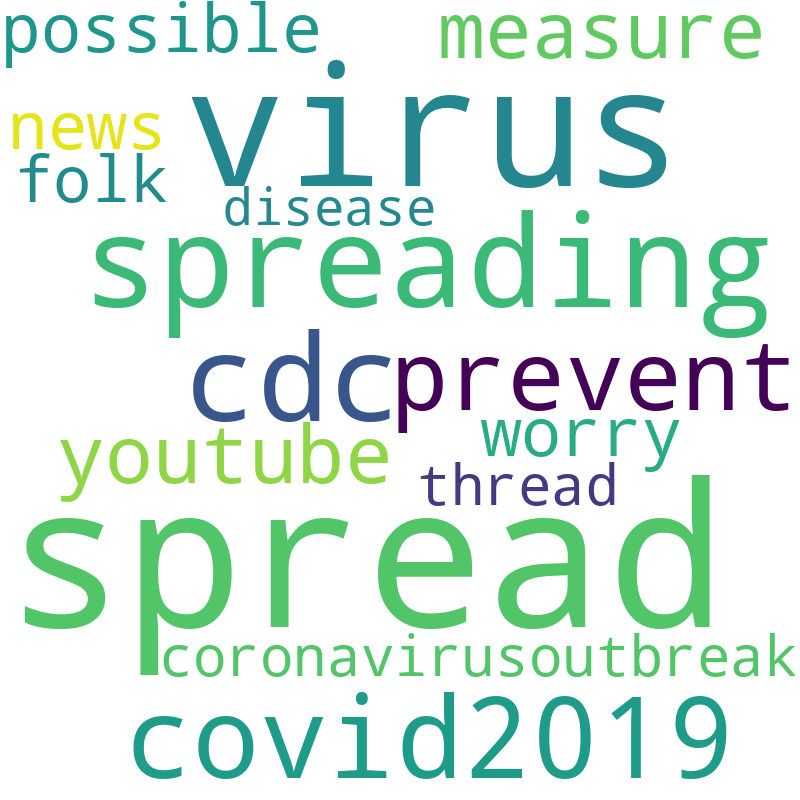 possible measure
virus
news
folk
disease
spreading
cdc prevent
worry
youtube
thread
spread
coronavirusoutbreak
covid2019